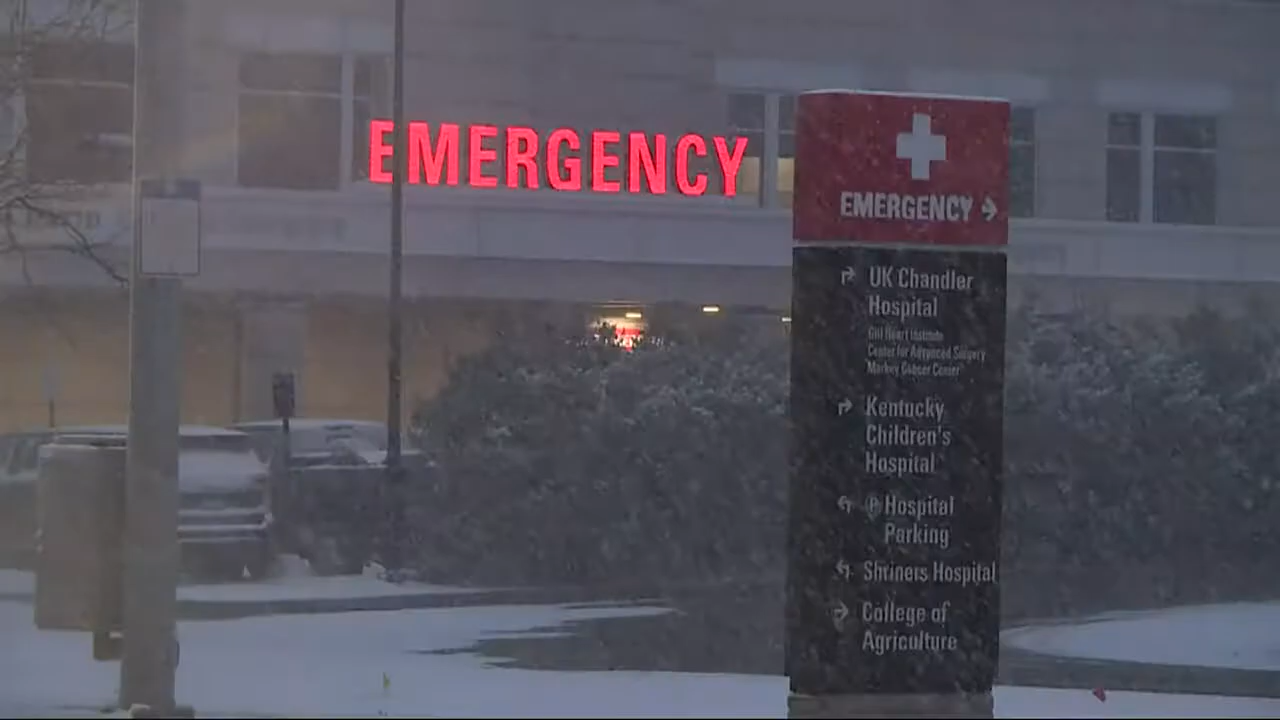 EMERGENCY
EMERGENCY
UK Chandler
Hospital
Gill Heart Institute
Center for Advanced Surgery
Markey Cancer Center
Kentucky
Children's
Hospital
P Hospital
Parking
Shriners Hospital
College of
Agriculture